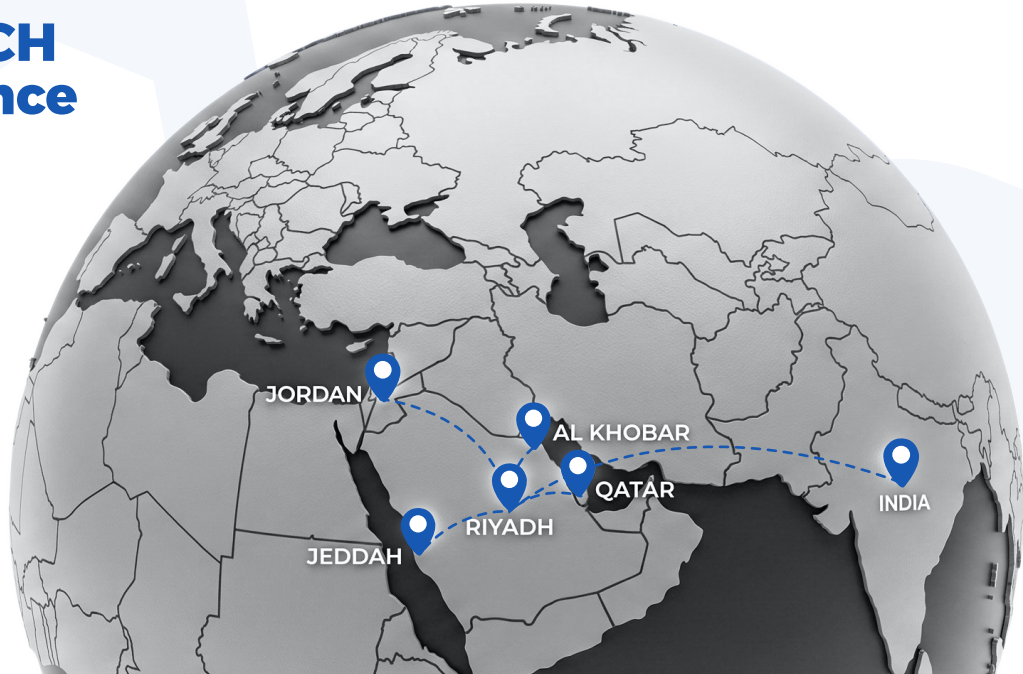 CH
nce
JORDAN
AL KHOBAR
QATAR
INDIA
RIYADH
JEDDAH